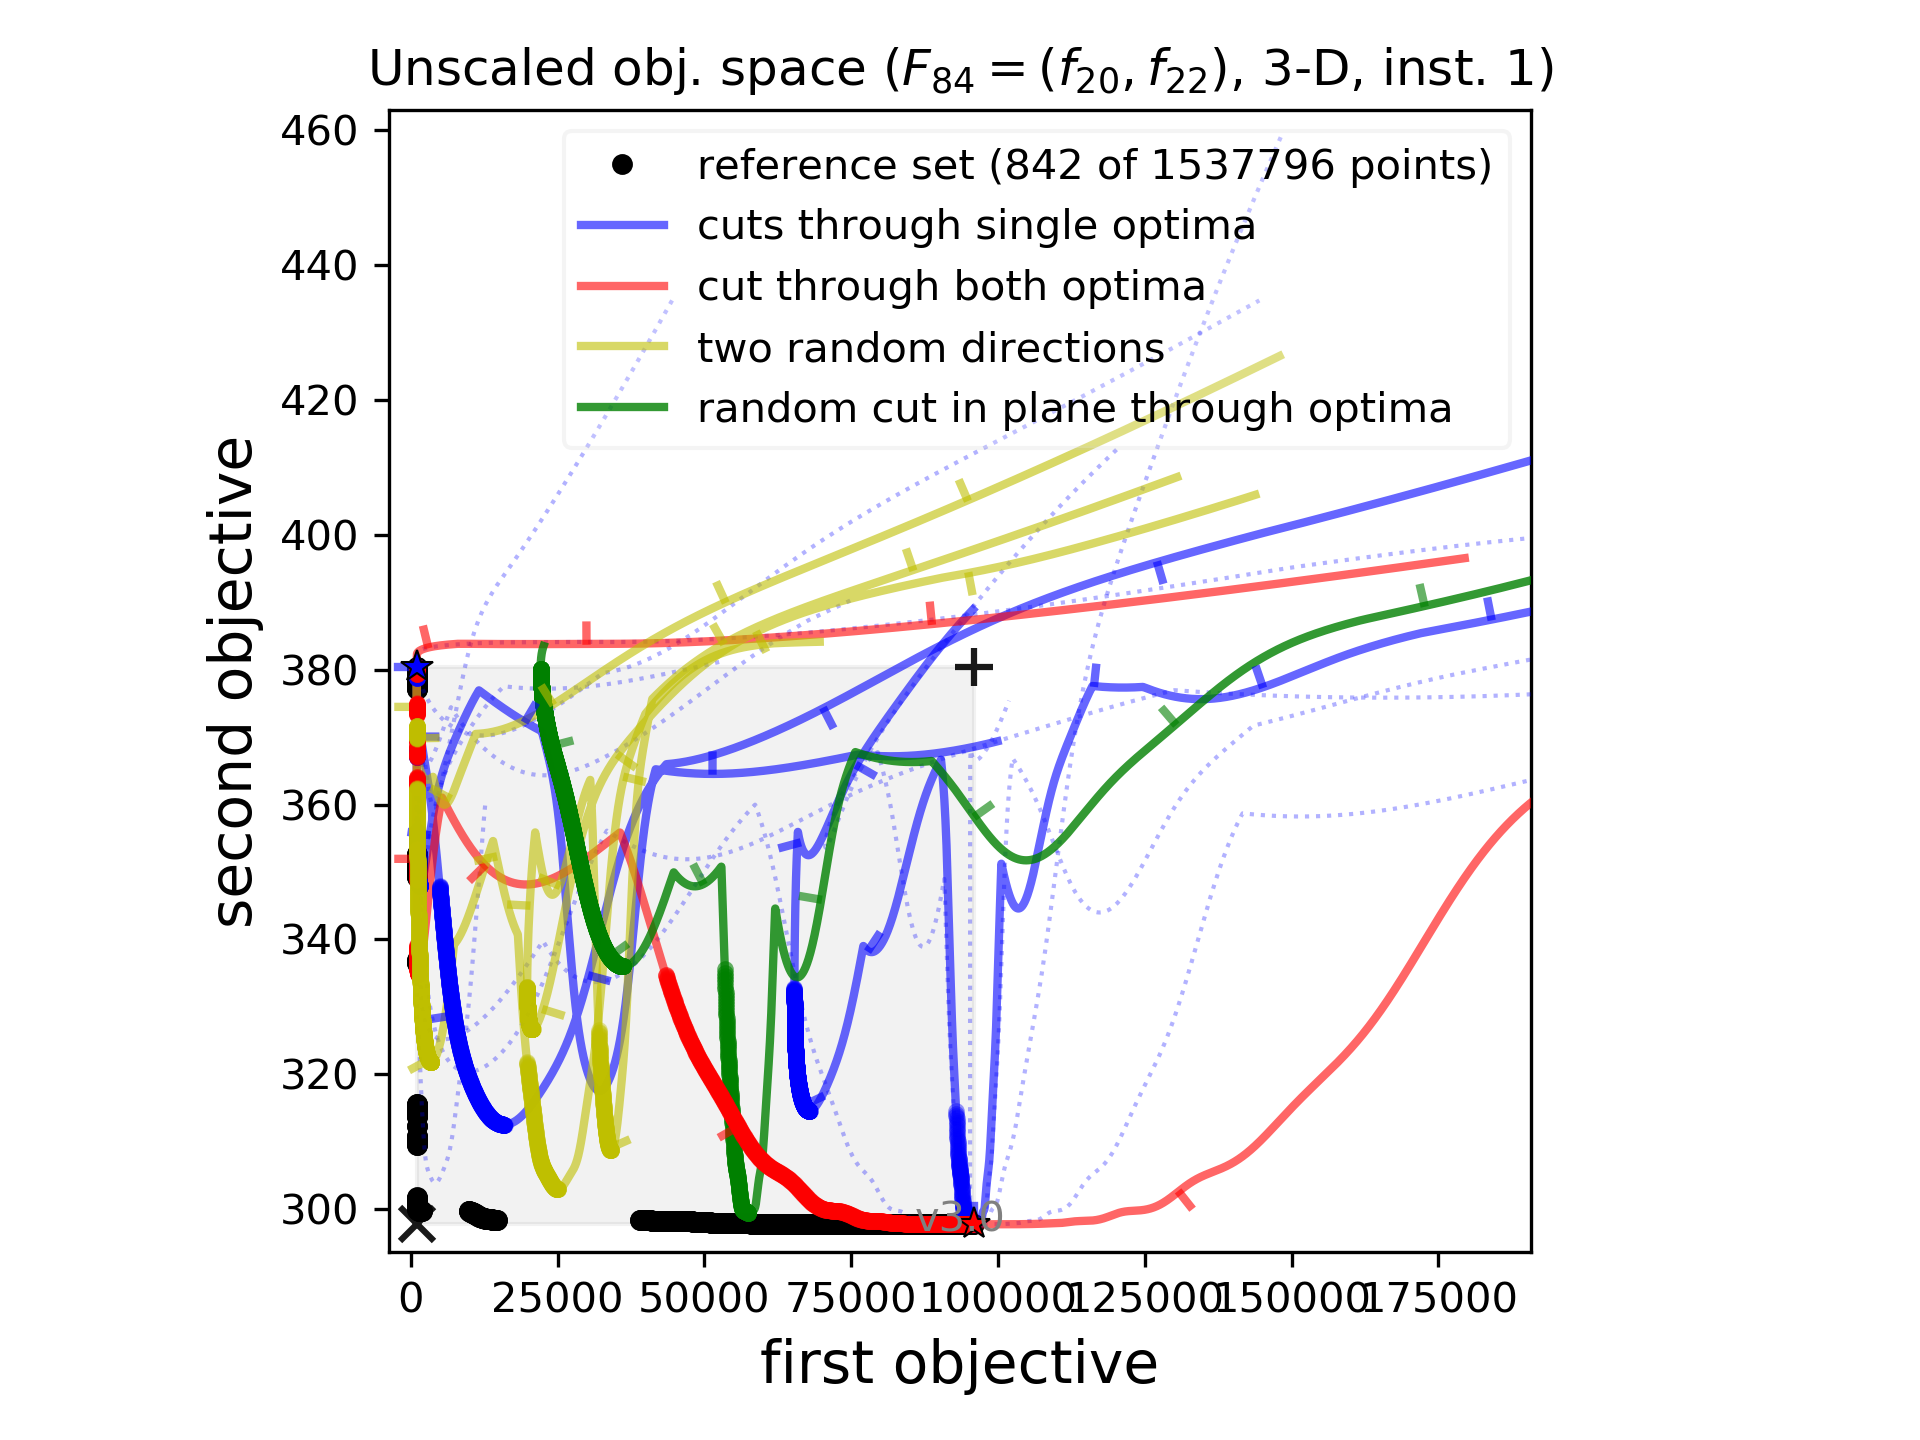 Unscaled obj. space (F84 = (f20, f22), 3-D, inst. 1)
reference set (842 of 1537796 points)
cuts through single optima
cut through both optima
two random directions
random cut in plane through optima
460
440
420
400
380
360
340
320
300
second objective
v3.0
0 25000 50000 75000 100000 125000 150000 175000
first objective